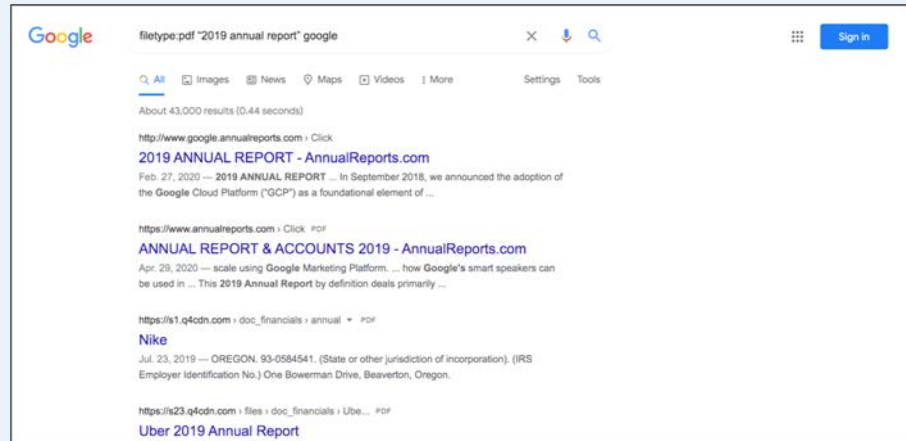 Google
filetype:pdf “2019 annual report” google
Sign in
All Images News Maps Videos More Settings Tools
About 43,000 results (0.44 seconds)
http://www.google.annualreports.com › Click
2019 ANNUAL REPORT - AnnualReports.com
Feb. 27, 2020 — 2019 ANNUAL REPORT ... In September 2018, we announced the adoption of
the Google Cloud Platform ("GCP") as a foundational element of ...
https://www.annualreports.com › Click PDF
ANNUAL REPORT & ACCOUNTS 2019 - AnnualReports.com
Apr. 29, 2020 — scale using Google Marketing Platform. ... how Google's smart speakers can
be used in ... This 2019 Annual Report by definition deals primarily ...
https://s1.q4cdn.com › doc_financials › annual PDF
Nike
Jul. 23, 2019 — OREGON. 93-0584541. (State or other jurisdiction of incorporation). (IRS
Employer Identification No.) One Bowerman Drive, Beaverton, Oregon.
https://s23.q4cdn.com › files › doc_financials › Ube... PDF
Uber 2019 Annual Report